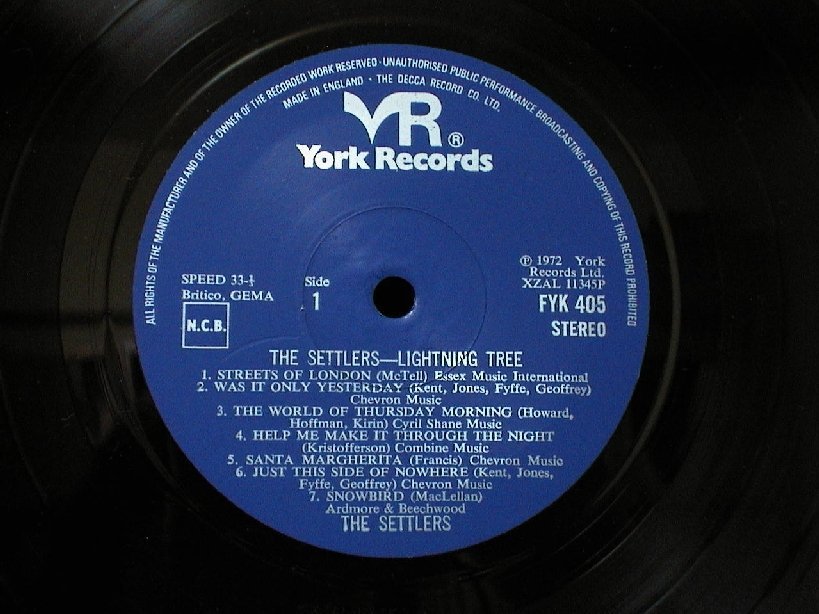 ALL RIGHTS OF THE MANUFACTURER AND OF THE OWNER OF THE RECORDED WORK RESERVED · UNAUTHORISED PUBLIC PERFORMANCE BROADCASTING AND COPYING OF THIS RECORD PROHIBITED
MADE IN ENGLAND · THE DECCA RECORD CO. LTD.
YR®
York Records
SPEED 33-⅓
Britico, GEMA
N.C.B.
Side
1
℗ 1972 York
Records Ltd.
XZAL 11345P
FYK 405
STEREO
THE SETTLERS—LIGHTNING TREE
1. STREETS OF LONDON (McTell) Essex Music International
2. WAS IT ONLY YESTERDAY (Kent, Jones, Fyffe, Geoffrey)
Chevron Music
3. THE WORLD OF THURSDAY MORNING (Howard,
Hoffman, Kirin) Cyril Shane Music
4. HELP ME MAKE IT THROUGH THE NIGHT
(Kristofferson) Combine Music
5. SANTA MARGHERITA (Francis) Chevron Music
6. JUST THIS SIDE OF NOWHERE (Kent, Jones,
Fyffe, Geoffrey) Chevron Music
7. SNOWBIRD (MacLellan)
Ardmore & Beechwood
THE SETTLERS